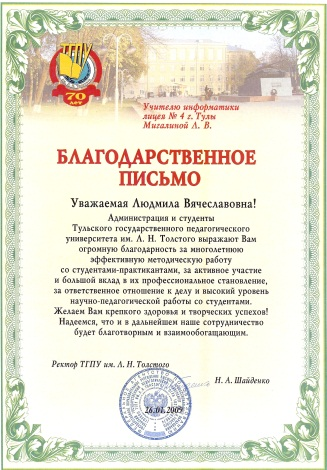 ТГПУ
70 ЛЕТ
Учителю информатики
лицея № 4 г. Тулы
Мигалиной Л. В.
БЛАГОДАРСТВЕННОЕ
ПИСЬМО
Уважаемая Людмила Вячеславовна!
Администрация и студенты
Тульского государственного педагогического
университета им. Л. Н. Толстого выражают Вам
огромную благодарность за многолетнюю
эффективную методическую работу
со студентами-практикантами, за активное участие
и большой вклад в их профессиональное становление,
за ответственное отношение к делу и высокий уровень
научно-педагогической работы со студентами.
Желаем Вам крепкого здоровья и творческих успехов!
Надеемся, что и в дальнейшем наше сотрудничество
будет благотворным и взаимообогащающим.
Ректор ТГПУ им. Л. Н. Толстого
Н. А. Шайденко
26.01.2009